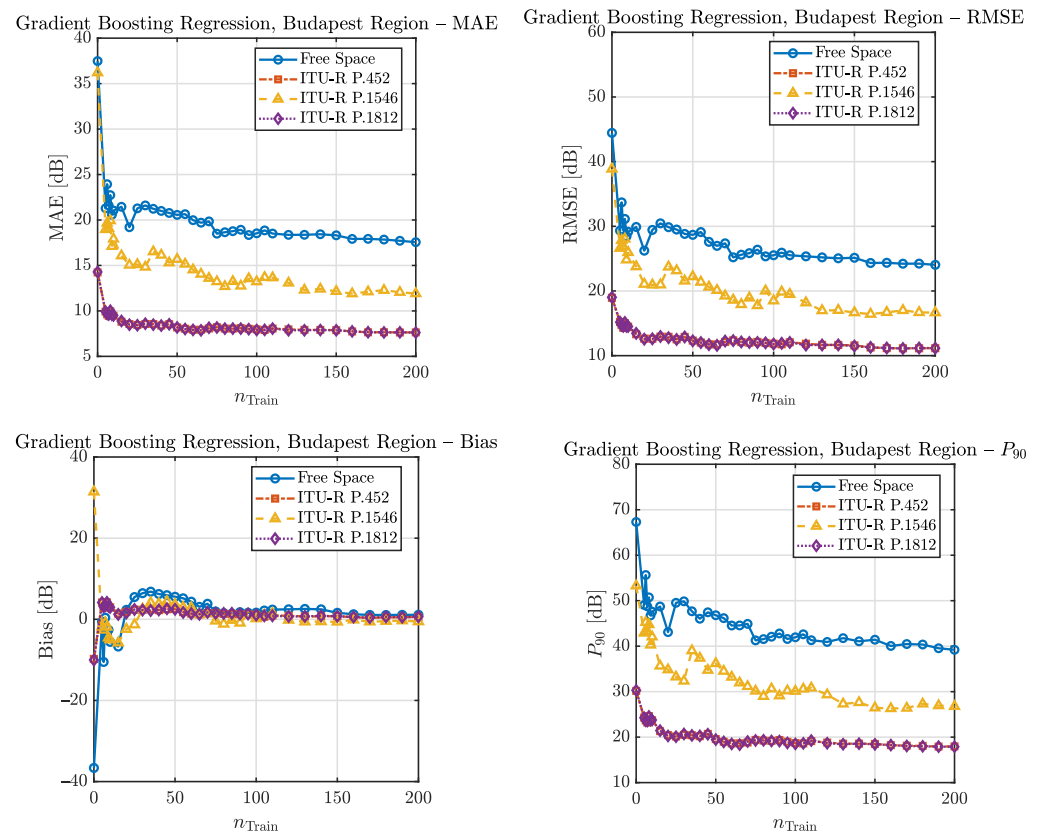 Gradient Boosting Regression, Budapest Region – MAE
40
35
30
25
20
15
10
5
MAE [dB]
0
50
100
150
200
n_Train
Free Space
ITU-R P.452
ITU-R P.1546
ITU-R P.1812
Gradient Boosting Regression, Budapest Region – RMSE
60
50
40
30
20
10
RMSE [dB]
0
50
100
150
200
n_Train
Free Space
ITU-R P.452
ITU-R P.1546
ITU-R P.1812
Gradient Boosting Regression, Budapest Region – Bias
40
20
0
−20
−40
Bias [dB]
0
50
100
150
200
n_Train
Free Space
ITU-R P.452
ITU-R P.1546
ITU-R P.1812
Gradient Boosting Regression, Budapest Region – P_90
80
70
60
50
40
30
20
10
P_90 [dB]
0
50
100
150
200
n_Train
Free Space
ITU-R P.452
ITU-R P.1546
ITU-R P.1812